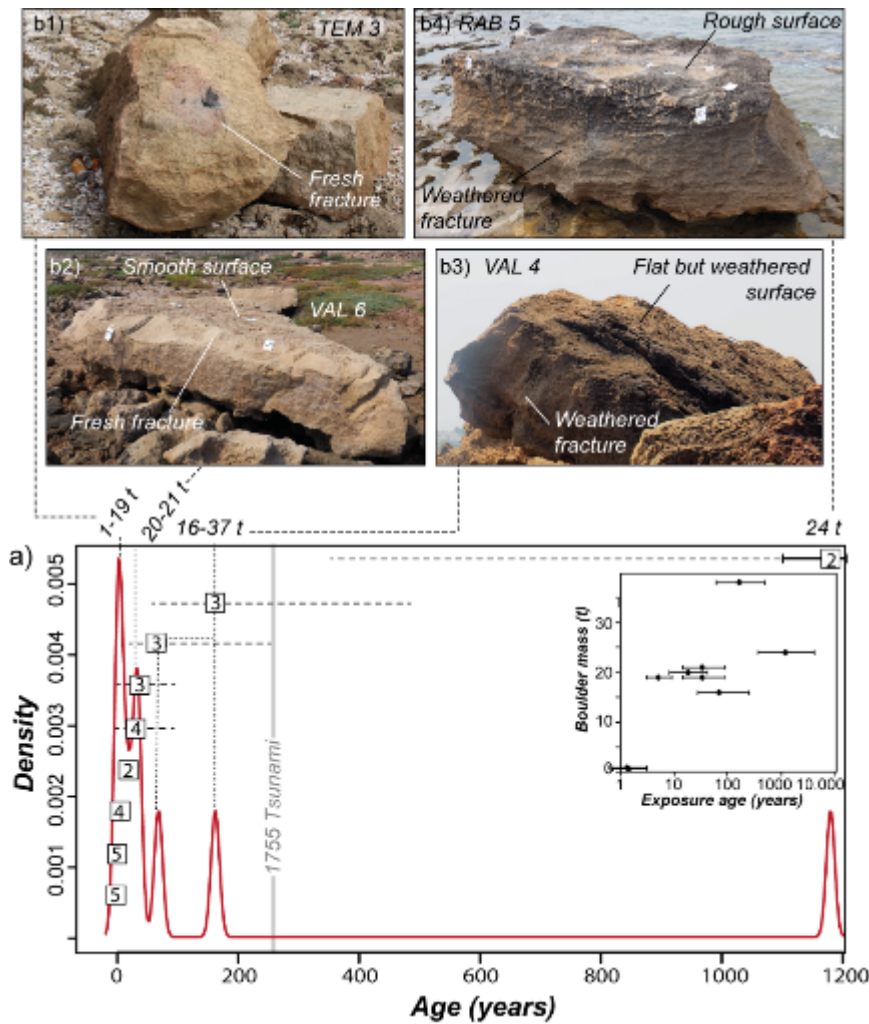 b1) TEM 3
Fresh
fracture
b4) RAB 5
Rough surface
Weathered
fracture
b2) Smooth surface
VAL 6
Fresh fracture
b3) VAL 4
Flat but weathered
surface
Weathered
fracture
1-19 t
20-21 t
16-37 t
24 t
a)
Density
0.005
0.004
0.003
0.002
0.001
2
3
3
3
4
2
4
5
5
1755 Tsunami
Boulder mass (t)
30
20
10
0
1
10
100
1000
10.000
Exposure age (years)
0
200
400
600
800
1000
1200
Age (years)